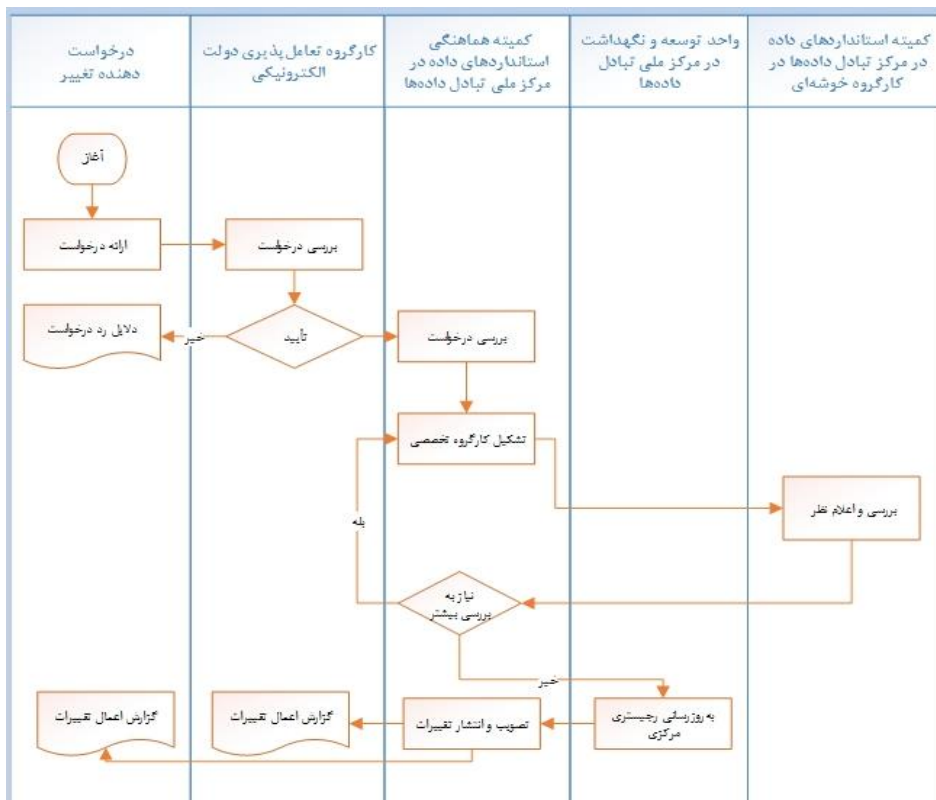 کمیته استانداردهای داده
در مرکز تبادل داده‌ها در
کارگروه خوشه‌ای
واحد توسعه و نگهداشت
در مرکز ملی تبادل
داده‌ها
کمیته هماهنگی
استانداردهای داده در
مرکز ملی تبادل داده‌ها
کارگروه تعامل پذیری دولت
الکترونیکی
درخواست
دهنده تغییر
آغاز
ارائه درخواست
بررسی درخواست
تأیید
خیر
دلایل رد درخواست
بررسی درخواست
تشکیل کارگروه تخصصی
بررسی و اعلام نظر
بله
نیاز به
بررسی بیشتر
خیر
به روز رسانی رجیستری
مرکزی
تصویب و انتشار تغییرات
گزارش اعمال تغییرات
گزارش اعمال تغییرات